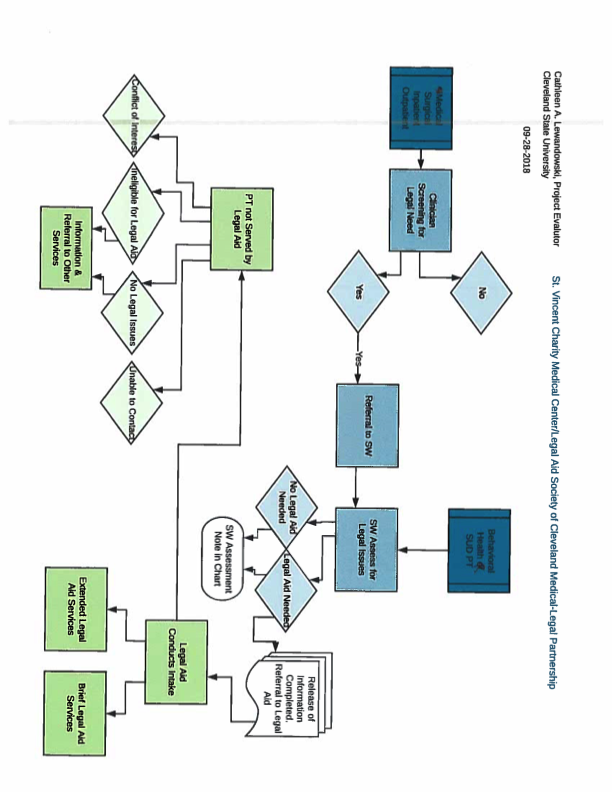 Cathleen A. Lewandowski, Project Evalutor
Cleveland State University
09-28-2018
St. Vincent Charity Medical Center/Legal Aid Society of Cleveland Medical-Legal Partnership
Medical
Surgical
Inpatient
Outpatient
Clinician
Screening for
Legal Need
No
Yes
Yes
Referral to SW
Behavioral
Health
SUD PT
SW Assess for
Legal Issues
No Legal Aid
Needed
Legal Aid Needed
SW Assessment
Note in Chart
Release of
Information
Completed.
Referral to Legal
Aid
Legal Aid
Conducts Intake
Extended Legal
Aid Services
Brief Legal Aid
Services
PT not Served by
Legal Aid
Conflict of Interest
Ineligible for Legal Aid
No Legal Issues
Unable to Contact
Information &
Referral to Other
Services